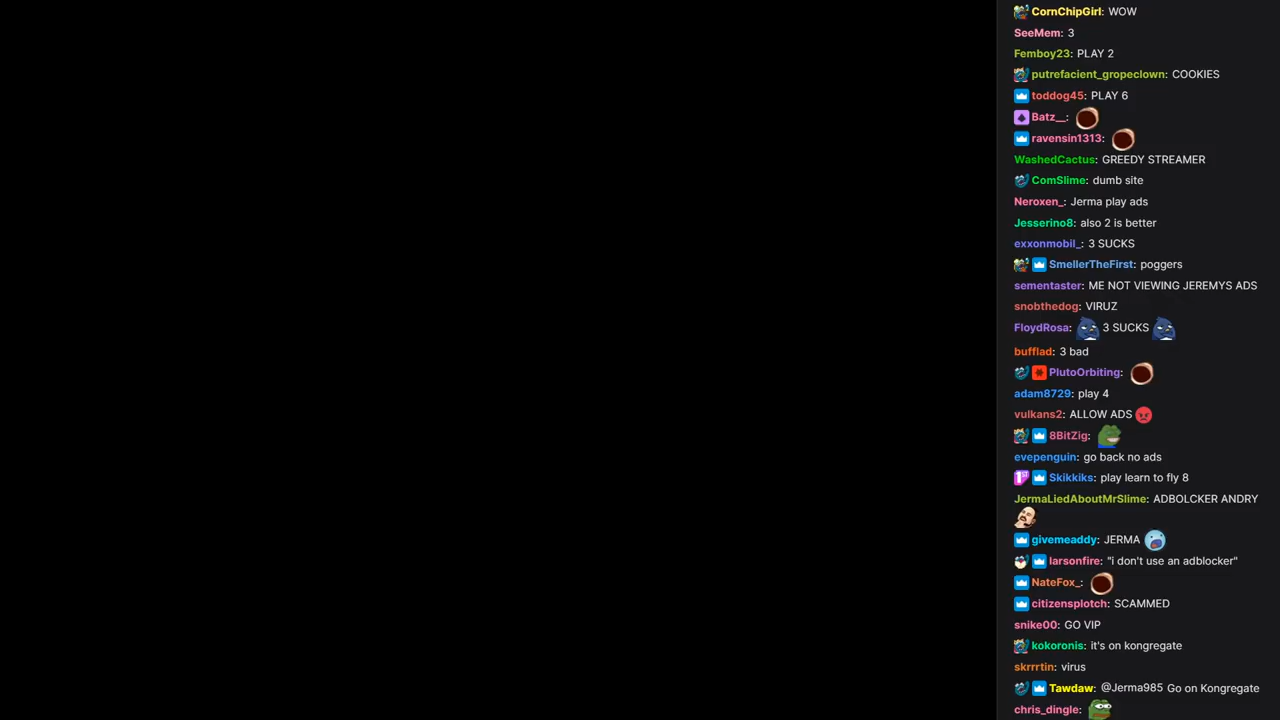 CornChipGirl: WOW
SeeMem: 3
Femboy23: PLAY 2
putrefacient_gropeclown: COOKIES
toddog45: PLAY 6
Batz__:
ravensin1313:
WashedCactus: GREEDY STREAMER
ComSlime: dumb site
Neroxen_: Jerma play ads
Jesserino8: also 2 is better
exxonmobil_: 3 SUCKS
SmellerTheFirst: poggers
sementaster: ME NOT VIEWING JEREMYS ADS
snobthedog: VIRUZ
FloydRosa: 3 SUCKS
bufflad: 3 bad
PlutoOrbiting:
adam8729: play 4
vulkans2: ALLOW ADS
8BitZig:
evepenguin: go back no ads
Skikkiks: play learn to fly 8
JermaLiedAboutMrSlime: ADBOLCKER ANDRY
givemeaddy: JERMA
larsonfire: "i don't use an adblocker"
NateFox_:
citizensplotch: SCAMMED
snike00: GO VIP
kokoronis: it's on kongregate
skrrrtin: virus
Tawdaw: @Jerma985 Go on Kongregate
chris_dingle: